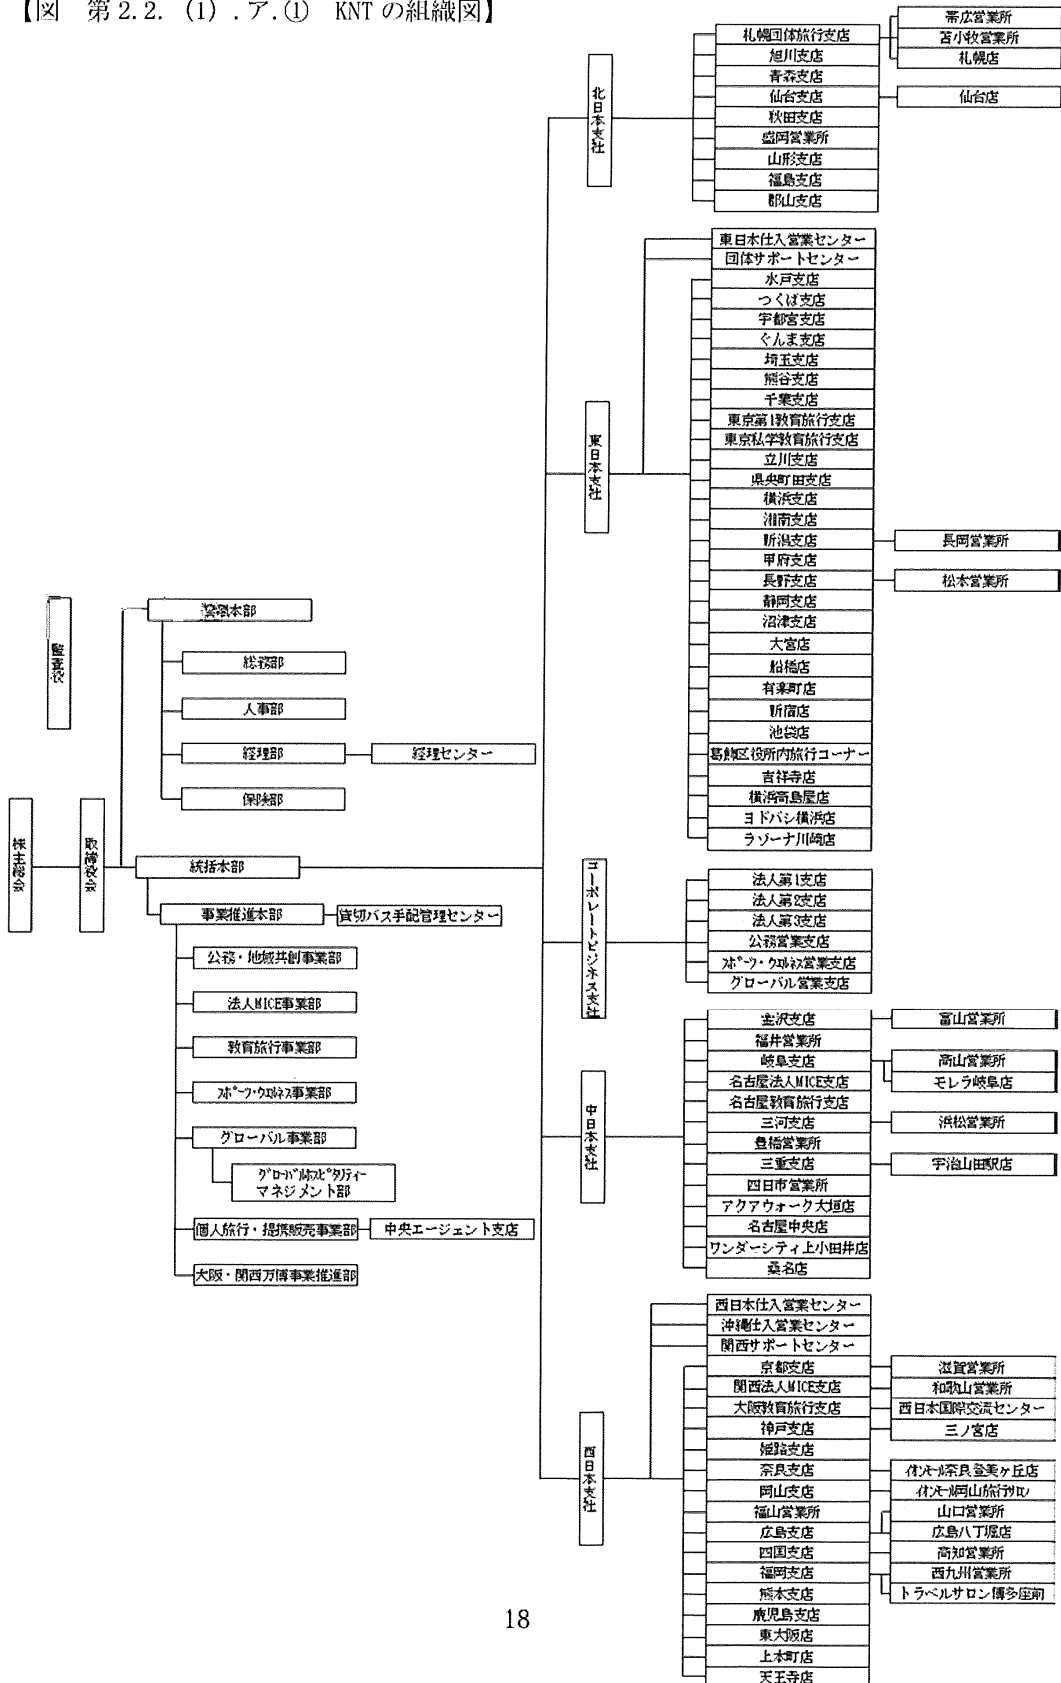 【図 第2.2.(1).ア.① KNTの組織図】
株主総会
取締役会
監査役
総務部
人事部
経理部
経理センター
保険部
統括本部
事業推進本部
貸切バス手配管理センター
公務・地域共創事業部
法人MICE事業部
教育旅行事業部
スポーツ・ウエルネス事業部
グローバル事業部
グローバルホスピタリティー
マネジメント部
個人旅行・提携販売事業部
中央エージェント支店
大阪・関西万博事業推進部
北日本支社
札幌団体旅行支店
帯広営業所
苫小牧営業所
札幌店
旭川支店
青森支店
仙台支店
仙台店
秋田支店
盛岡営業所
山形支店
福島支店
郡山支店
東日本支社
東日本仕入営業センター
団体サポートセンター
水戸支店
つくば支店
宇都宮支店
ぐんま支店
埼玉支店
熊谷支店
千葉支店
東京第1教育旅行支店
東京私学教育旅行支店
立川支店
県央町田支店
横浜支店
湘南支店
新潟支店
長岡営業所
甲府支店
長野支店
松本営業所
静岡支店
沼津支店
大宮店
船橋店
有楽町店
新宿店
池袋店
葛飾区役所内旅行コーナー
吉祥寺店
横浜高島屋店
ヨドバシ横浜店
ラゾーナ川崎店
コーポレートビジネス支社
法人第1支店
法人第2支店
法人第3支店
公務営業支店
スポーツ・ウエルネス営業支店
グローバル営業支店
中日本支社
金沢支店
富山営業所
福井営業所
岐阜支店
高山営業所
モレラ岐阜店
名古屋法人MICE支店
名古屋教育旅行支店
三河支店
浜松営業所
豊橋営業所
三重支店
宇治山田駅店
四日市営業所
アクアウォーク大垣店
名古屋中央店
ワンダーシティ上小田井店
桑名店
西日本支社
西日本仕入営業センター
沖縄仕入営業センター
関西サポートセンター
京都支店
滋賀営業所
関西法人MICE支店
和歌山営業所
大阪教育旅行支店
西日本国際交流センター
神戸支店
三ノ宮店
姫路支店
奈良支店
イオンモール奈良登美ヶ丘店
岡山支店
イオンモール岡山旅行サロン
福山営業所
山口営業所
広島支店
広島八丁堀店
四国支店
高知営業所
福岡支店
西九州営業所
トラベルサロン博多座前
熊本支店
鹿児島支店
東大阪店
上本町店
天王寺店
18